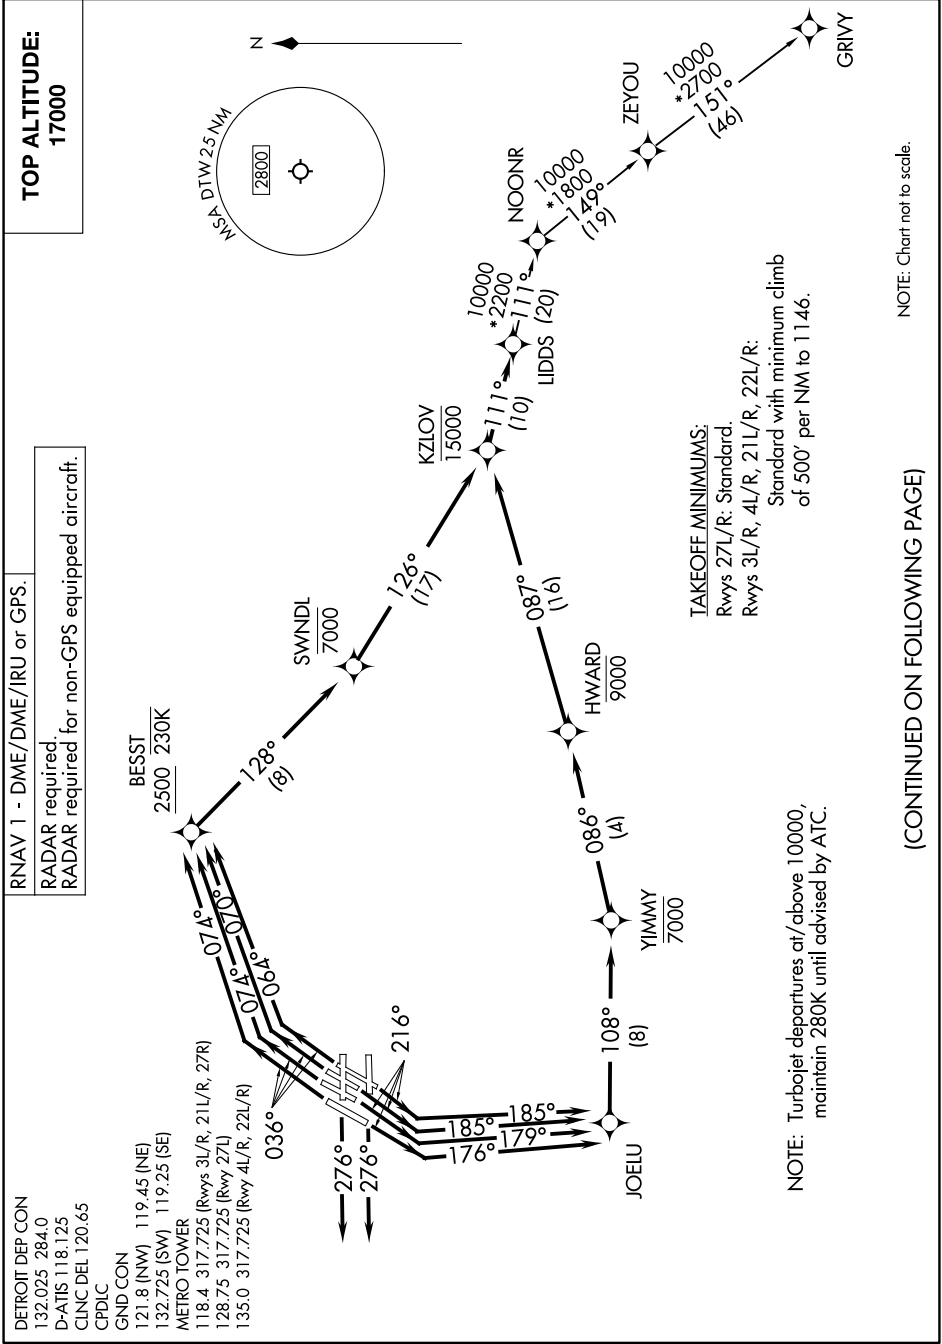 DETROIT DEP CON
132.025 284.0
D-ATIS 118.125
CLNC DEL 120.65
CPDLC
GND CON
121.8 (NW) 119.45 (NE)
132.725 (SW) 119.25 (SE)
METRO TOWER
118.4 317.725 (Rwys 3L/R, 21L/R, 27R)
128.75 317.725 (Rwy 27L)
135.0 317.725 (Rwy 4L/R, 22L/R)
RNAV 1 - DME/DME/IRU or GPS.
RADAR required.
RADAR required for non-GPS equipped aircraft.
TOP ALTITUDE:
17000
N
MSA DTW 25 NM
2800
BESST
2500 230K
074°
070°
074°
064°
036°
216°
276°
276°
185°
185°
179°
176°
JOELU
108°
(8)
YIMMY
7000
086°
(4)
HWARD
9000
087°
(16)
128°
(8)
SWNDL
7000
126°
(17)
KZLOV
15000
111°
(10)
LIDDS
10000
*2200
111°
(20)
NOONR
10000
*1800
149°
(19)
ZEYOU
10000
*2700
151°
(46)
GRIVY
TAKEOFF MINIMUMS:
Rwys 27L/R: Standard.
Rwys 3L/R, 4L/R, 21L/R, 22L/R:
Standard with minimum climb
of 500' per NM to 1146.
NOTE: Turbojet departures at/above 10000,
maintain 280K until advised by ATC.
NOTE: Chart not to scale.
(CONTINUED ON FOLLOWING PAGE)